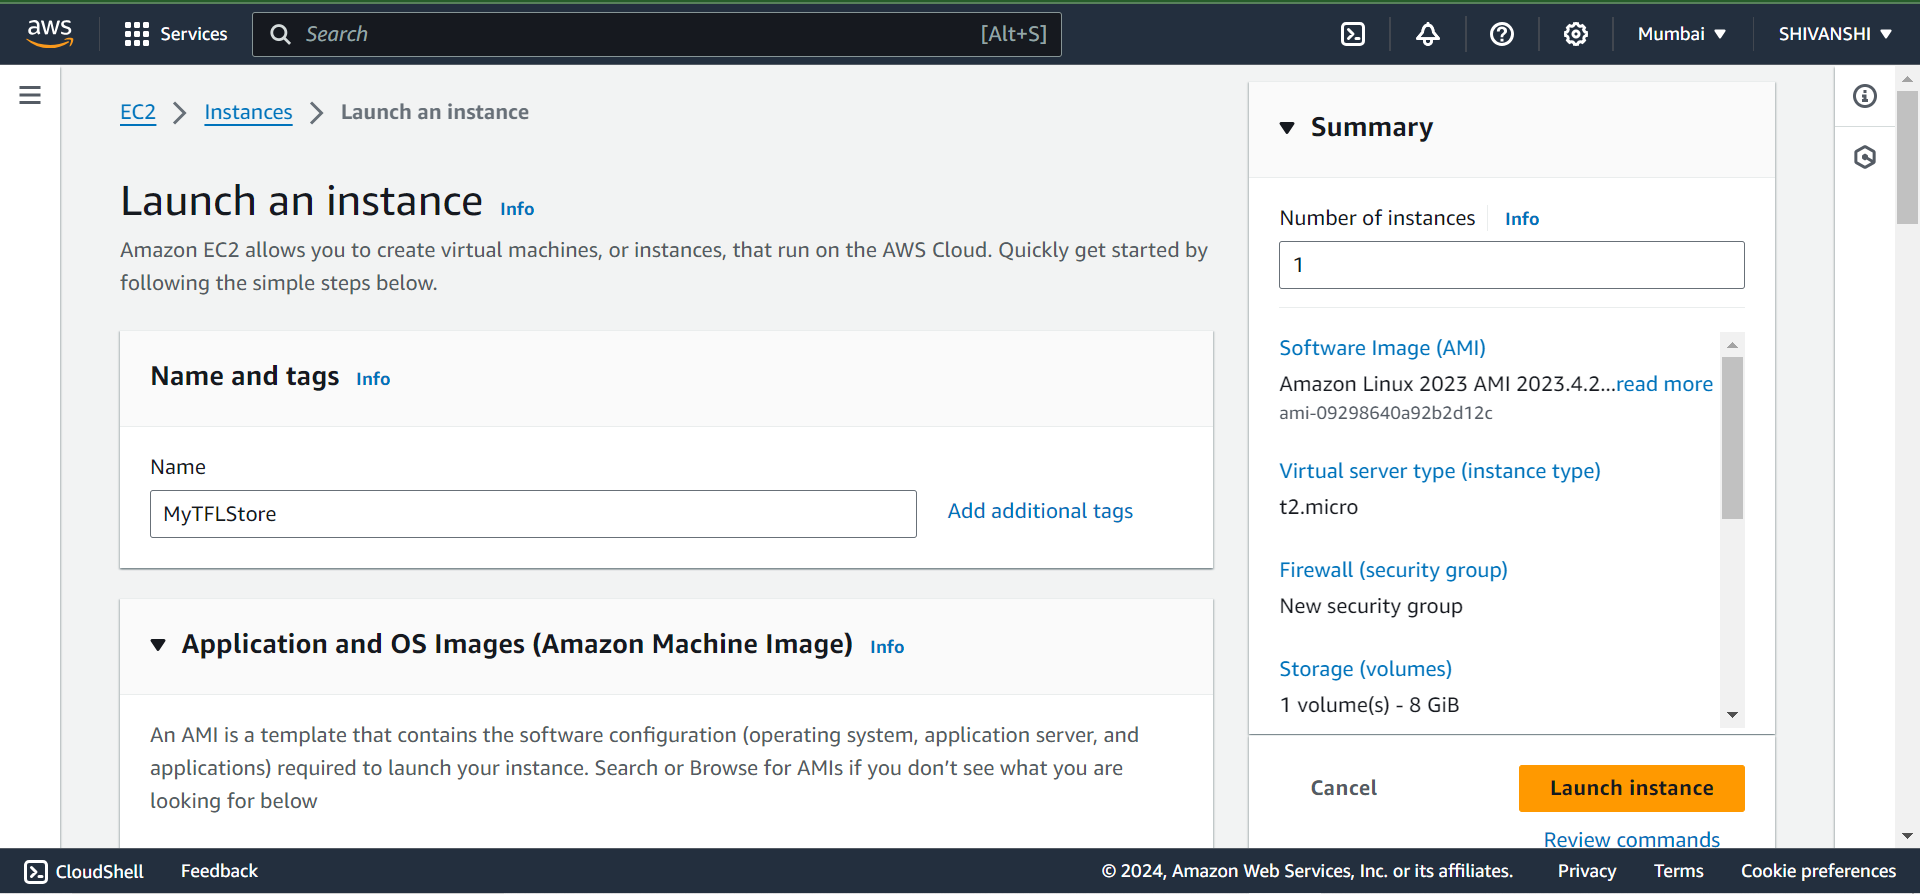 aws
Services
Search
[Alt+S]
Mumbai
SHIVANSHI
EC2
Instances
Launch an instance
Launch an instance Info
Amazon EC2 allows you to create virtual machines, or instances, that run on the AWS Cloud. Quickly get started by
following the simple steps below.
Name and tags Info
Name
MyTFLStore
Add additional tags
Application and OS Images (Amazon Machine Image) Info
An AMI is a template that contains the software configuration (operating system, application server, and
applications) required to launch your instance. Search or Browse for AMIs if you don’t see what you are
looking for below
Summary
Number of instances Info
1
Software Image (AMI)
Amazon Linux 2023 AMI 2023.4.2...read more
ami-09298640a92b2d12c
Virtual server type (instance type)
t2.micro
Firewall (security group)
New security group
Storage (volumes)
1 volume(s) - 8 GiB
Cancel
Launch instance
Review commands
CloudShell
Feedback
© 2024, Amazon Web Services, Inc. or its affiliates.
Privacy
Terms
Cookie preferences